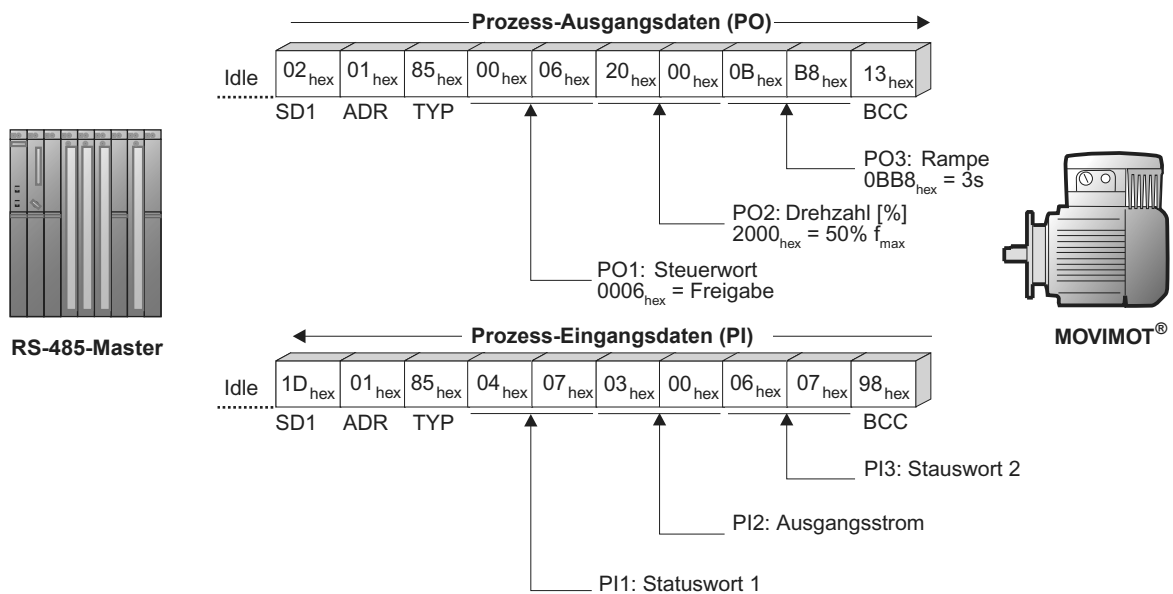 Prozess-Ausgangsdaten (PO)
Idle 02hex 01hex 85hex 00hex 06hex 20hex 00hex 0Bhex B8hex 13hex
SD1 ADR TYP BCC
PO3: Rampe
0BB8hex = 3s
PO2: Drehzahl [%]
2000hex = 50% fmax
PO1: Steuerwort
0006hex = Freigabe
RS-485-Master
MOVIMOT®
Prozess-Eingangsdaten (PI)
Idle 1Dhex 01hex 85hex 04hex 07hex 03hex 00hex 06hex 07hex 98hex
SD1 ADR TYP BCC
PI3: Stauswort 2
PI2: Ausgangsstrom
PI1: Statuswort 1